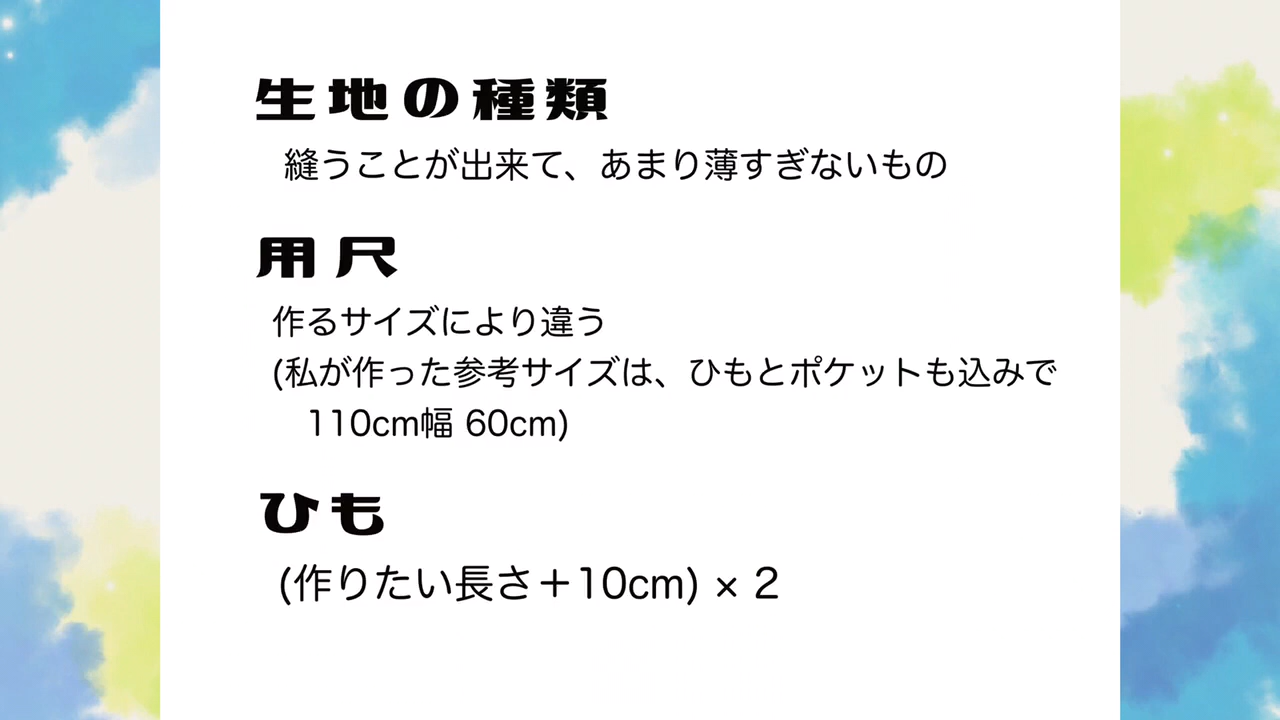 生地の種類
縫うことが出来て、あまり薄すぎないもの
用尺
作るサイズにより違う
(私が作った参考サイズは、ひもとポケットも込みで
110cm幅 60cm)
ひも
(作りたい長さ＋10cm) × 2